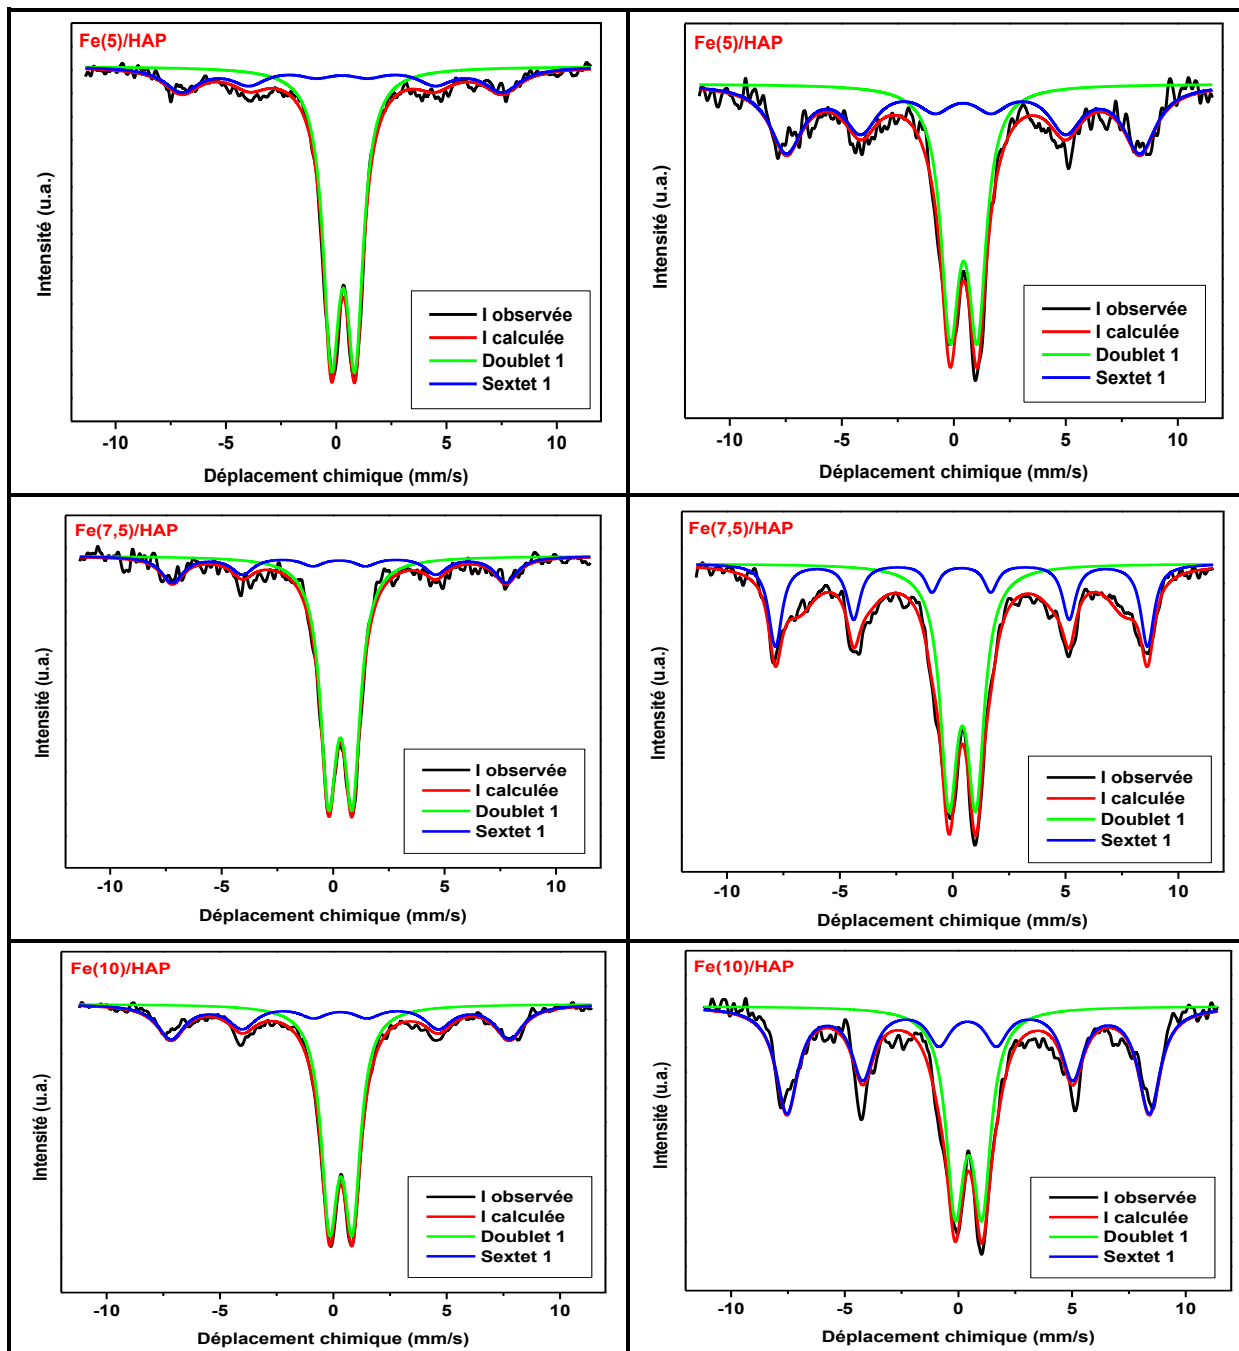 Fe(5)/HAP
Intensité (u.a.)
I observée
I calculée
Doublet 1
Sextet 1
-10 -5 0 5 10
Déplacement chimique (mm/s)
Fe(5)/HAP
Intensité (u.a.)
I observée
I calculée
Doublet 1
Sextet 1
-10 -5 0 5 10
Déplacement chimique (mm/s)
Fe(7,5)/HAP
Intensité (u.a.)
I observée
I calculée
Doublet 1
Sextet 1
-10 -5 0 5 10
Déplacement chimique (mm/s)
Fe(7,5)/HAP
Intensité (u.a.)
I observée
I calculée
Doublet 1
Sextet 1
-10 -5 0 5 10
Déplacement chimique (mm/s)
Fe(10)/HAP
Intensité (u.a.)
I observée
I calculée
Doublet 1
Sextet 1
-10 -5 0 5 10
Déplacement chimique (mm/s)
Fe(10)/HAP
Intensité (u.a.)
I observée
I calculée
Doublet 1
Sextet 1
-10 -5 0 5 10
Déplacement chimique (mm/s)